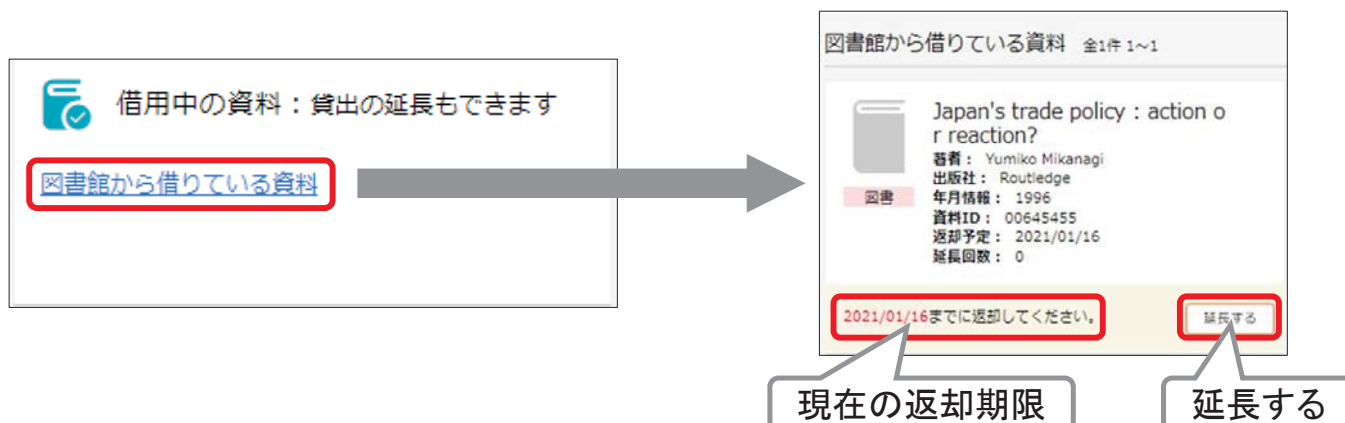 借用中の資料：貸出の延長もできます
図書館から借りている資料
図書館から借りている資料 全1件 1～1
Japan's trade policy : action o
r reaction?
著者： Yumiko Mikanagi
出版社： Routledge
図書
年月情報： 1996
資料ID： 00645455
返却予定： 2021/01/16
延長回数： 0
2021/01/16までに返却してください。
延長する
現在の返却期限
延長する